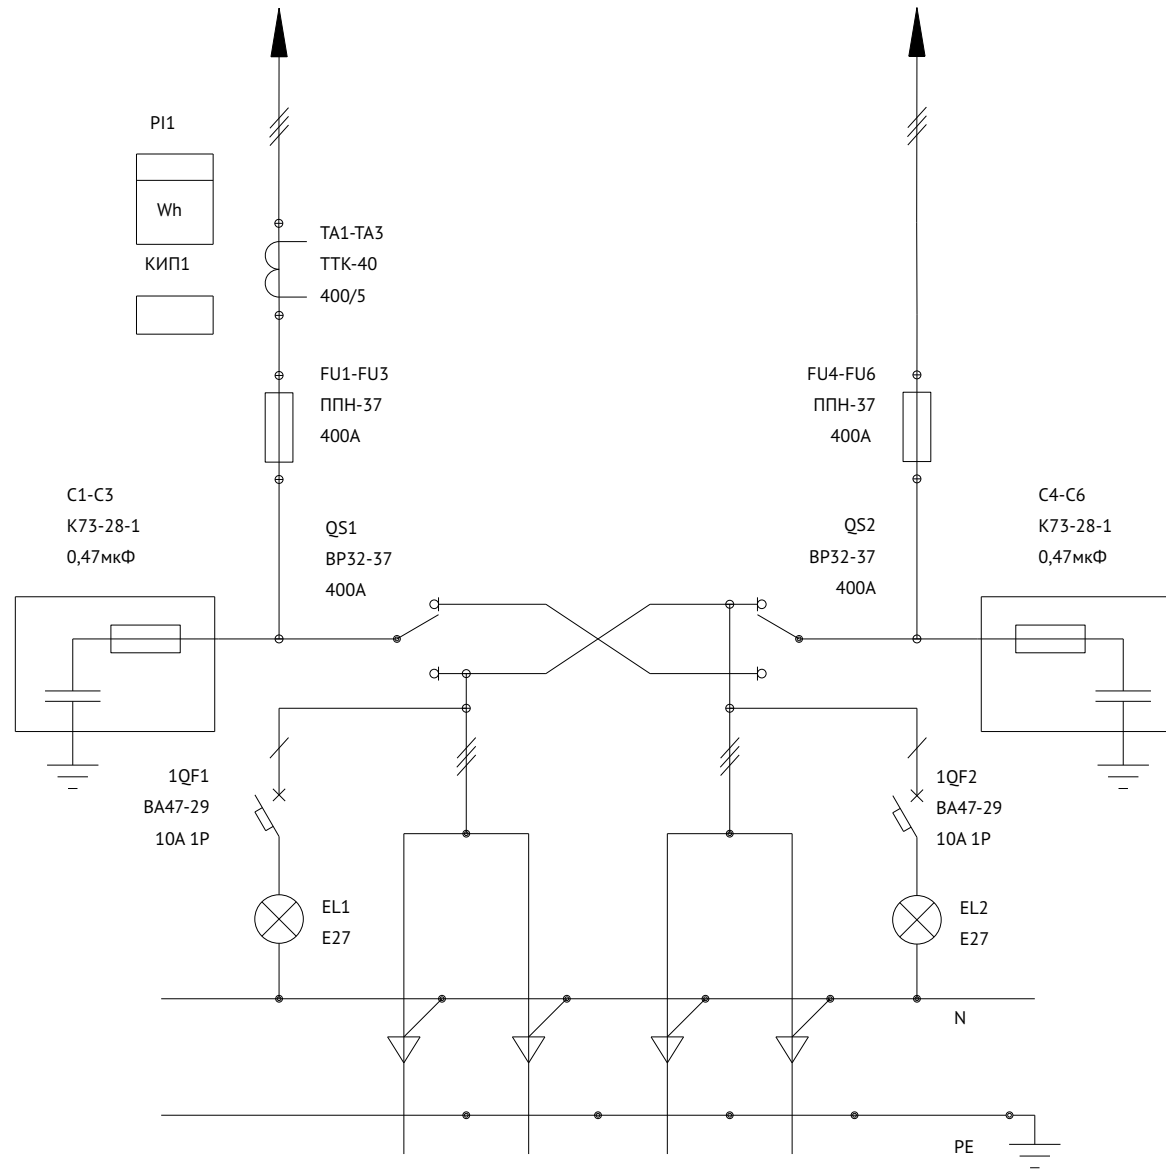 PI1
Wh
КИП1
TA1-TA3
ТТК-40
400/5
FU1-FU3
ППН-37
400А
FU4-FU6
ППН-37
400А
C1-C3
К73-28-1
0,47мкФ
QS1
ВР32-37
400А
QS2
ВР32-37
400А
C4-C6
К73-28-1
0,47мкФ
1QF1
ВА47-29
10А 1Р
1QF2
ВА47-29
10А 1Р
EL1
E27
EL2
E27
N
PE